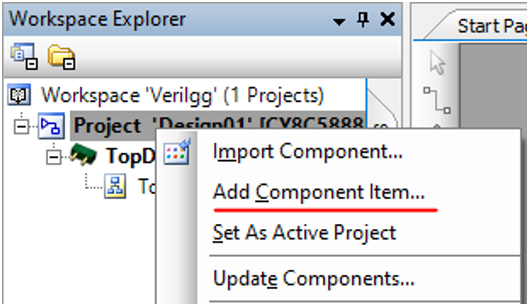 Workspace Explorer
Start Pag
Workspace 'Verilgg' (1 Projects)
Project 'Design01' [CY8C5888
TopD
To
Import Component...
Add Component Item...
Set As Active Project
Update Components...